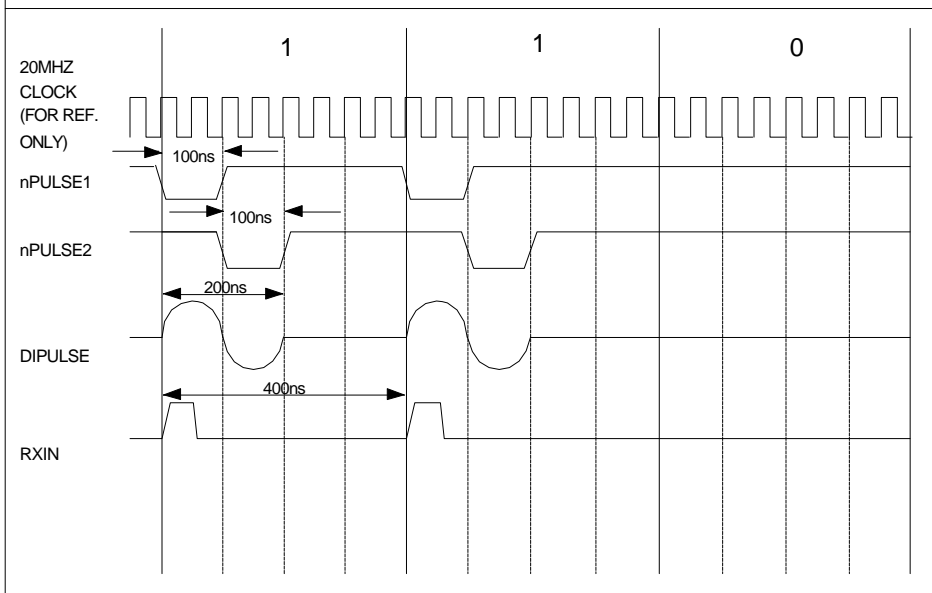 1 1 0
20MHZ
CLOCK
(FOR REF.
ONLY)
100ns
nPULSE1
100ns
nPULSE2
200ns
DIPULSE
400ns
RXIN